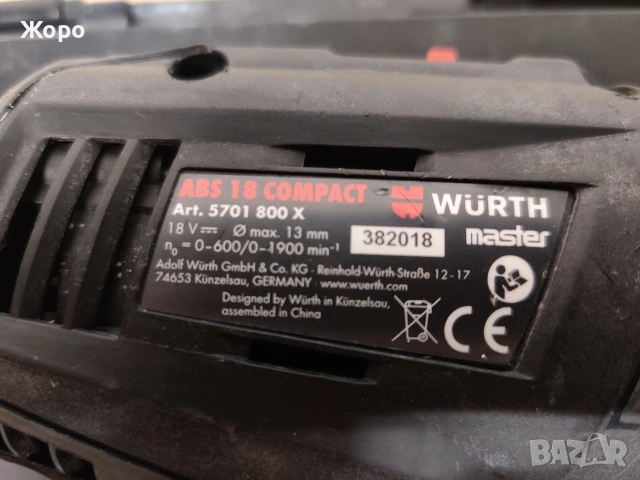 Жоро
ABS 18 COMPACT WÜRTH
Art. 5701 800 X
18 V⎓ Ø max. 13 mm 382018 master
n₀ = 0-600/0-1900 min⁻¹
Adolf Würth GmbH & Co. KG · Reinhold-Würth-Straße 12 - 17
74653 Künzelsau, GERMANY · www.wuerth.com
Designed by Würth in Künzelsau,
assembled in China
CE
BAZAR